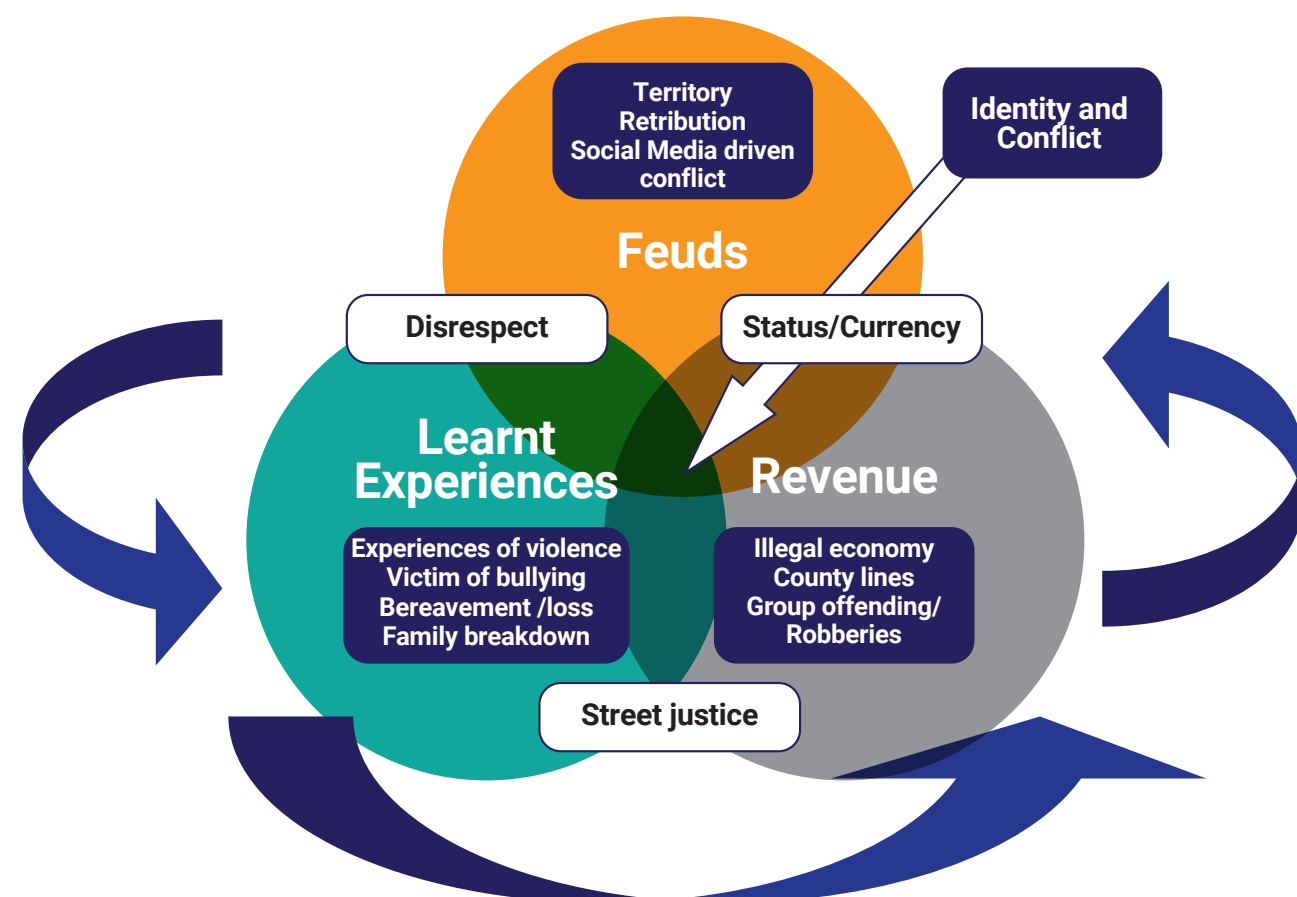 Territory
Retribution
Social Media driven
conflict
Identity and
Conflict
Feuds
Disrespect
Status/Currency
Learnt
Experiences
Revenue
Experiences of violence
Victim of bullying
Bereavement /loss
Family breakdown
Illegal economy
County lines
Group offending/
Robberies
Street justice